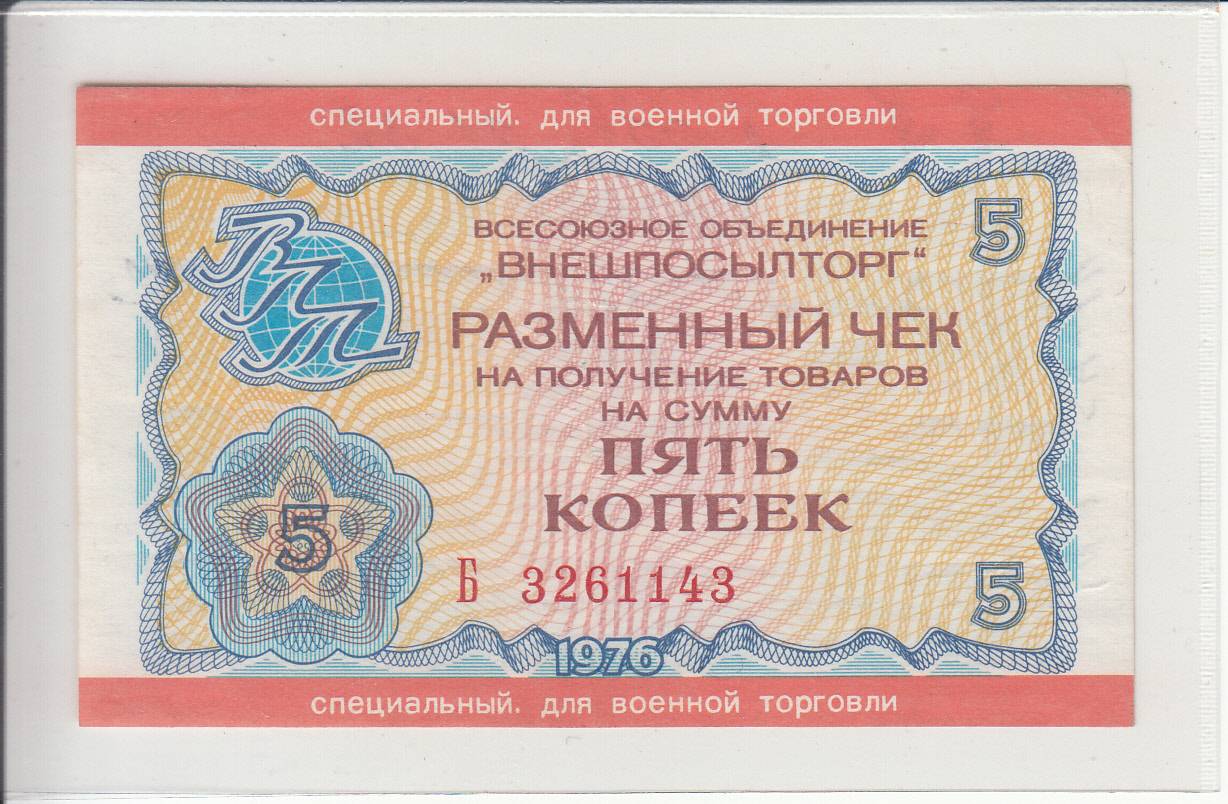 специальный. для военной торговли
ВПТ
ВСЕСОЮЗНОЕ ОБЪЕДИНЕНИЕ
„ВНЕШПОСЫЛТОРГ“
РАЗМЕННЫЙ ЧЕК
НА ПОЛУЧЕНИЕ ТОВАРОВ
НА СУММУ
ПЯТЬ
КОПЕЕК
5
5
5
Б 3261143
1976
специальный. для военной торговли